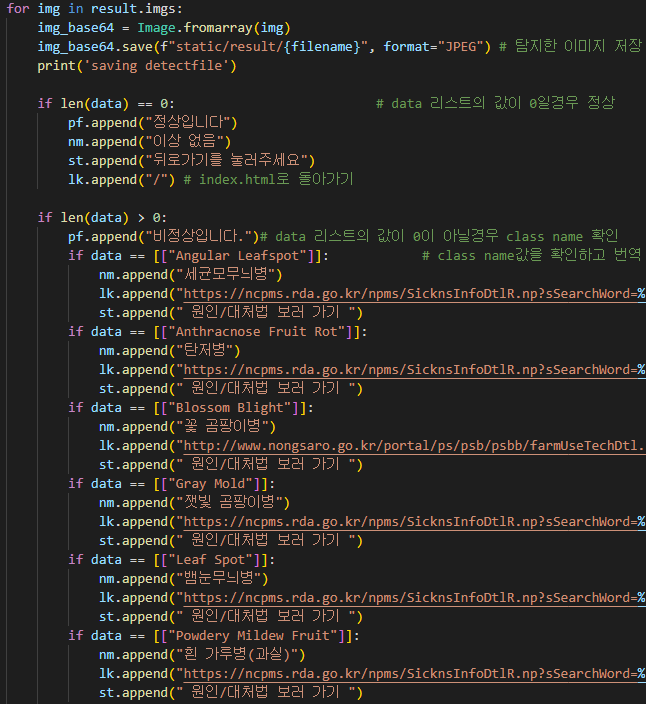 for img in result.imgs:
img_base64 = Image.fromarray(img)
img_base64.save(f"static/result/{filename}", format="JPEG") # 탐지한 이미지 저장
print('saving detectfile')
if len(data) == 0: # data 리스트의 값이 0일경우 정상
pf.append("정상입니다")
nm.append("이상 없음")
st.append("뒤로가기를 눌러주세요")
lk.append("/") # index.html로 돌아가기
if len(data) > 0:
pf.append("비정상입니다.")# data 리스트의 값이 0이 아닐경우 class name 확인
if data == [["Angular Leafspot"]]: # class name값을 확인하고 번역
nm.append("세균모무늬병")
lk.append("https://ncpms.rda.go.kr/npms/SicknsInfoDtlR.np?sSearchWord=%
st.append(" 원인/대처법 보러 가기 ")
if data == [["Anthracnose Fruit Rot"]]:
nm.append("탄저병")
lk.append("https://ncpms.rda.go.kr/npms/SicknsInfoDtlR.np?sSearchWord=%
st.append(" 원인/대처법 보러 가기 ")
if data == [["Blossom Blight"]]:
nm.append("꽃 곰팡이병")
lk.append("http://www.nongsaro.go.kr/portal/ps/psb/psbb/farmUseTechDtl.
st.append(" 원인/대처법 보러 가기 ")
if data == [["Gray Mold"]]:
nm.append("잿빛 곰팡이병")
lk.append("https://ncpms.rda.go.kr/npms/SicknsInfoDtlR.np?sSearchWord=%
st.append(" 원인/대처법 보러 가기 ")
if data == [["Leaf Spot"]]:
nm.append("뱀눈무늬병")
lk.append("https://ncpms.rda.go.kr/npms/SicknsInfoDtlR.np?sSearchWord=%
st.append(" 원인/대처법 보러 가기 ")
if data == [["Powdery Mildew Fruit"]]:
nm.append("흰 가루병(과실)")
lk.append("https://ncpms.rda.go.kr/npms/SicknsInfoDtlR.np?sSearchWord=%
st.append(" 원인/대처법 보러 가기 ")